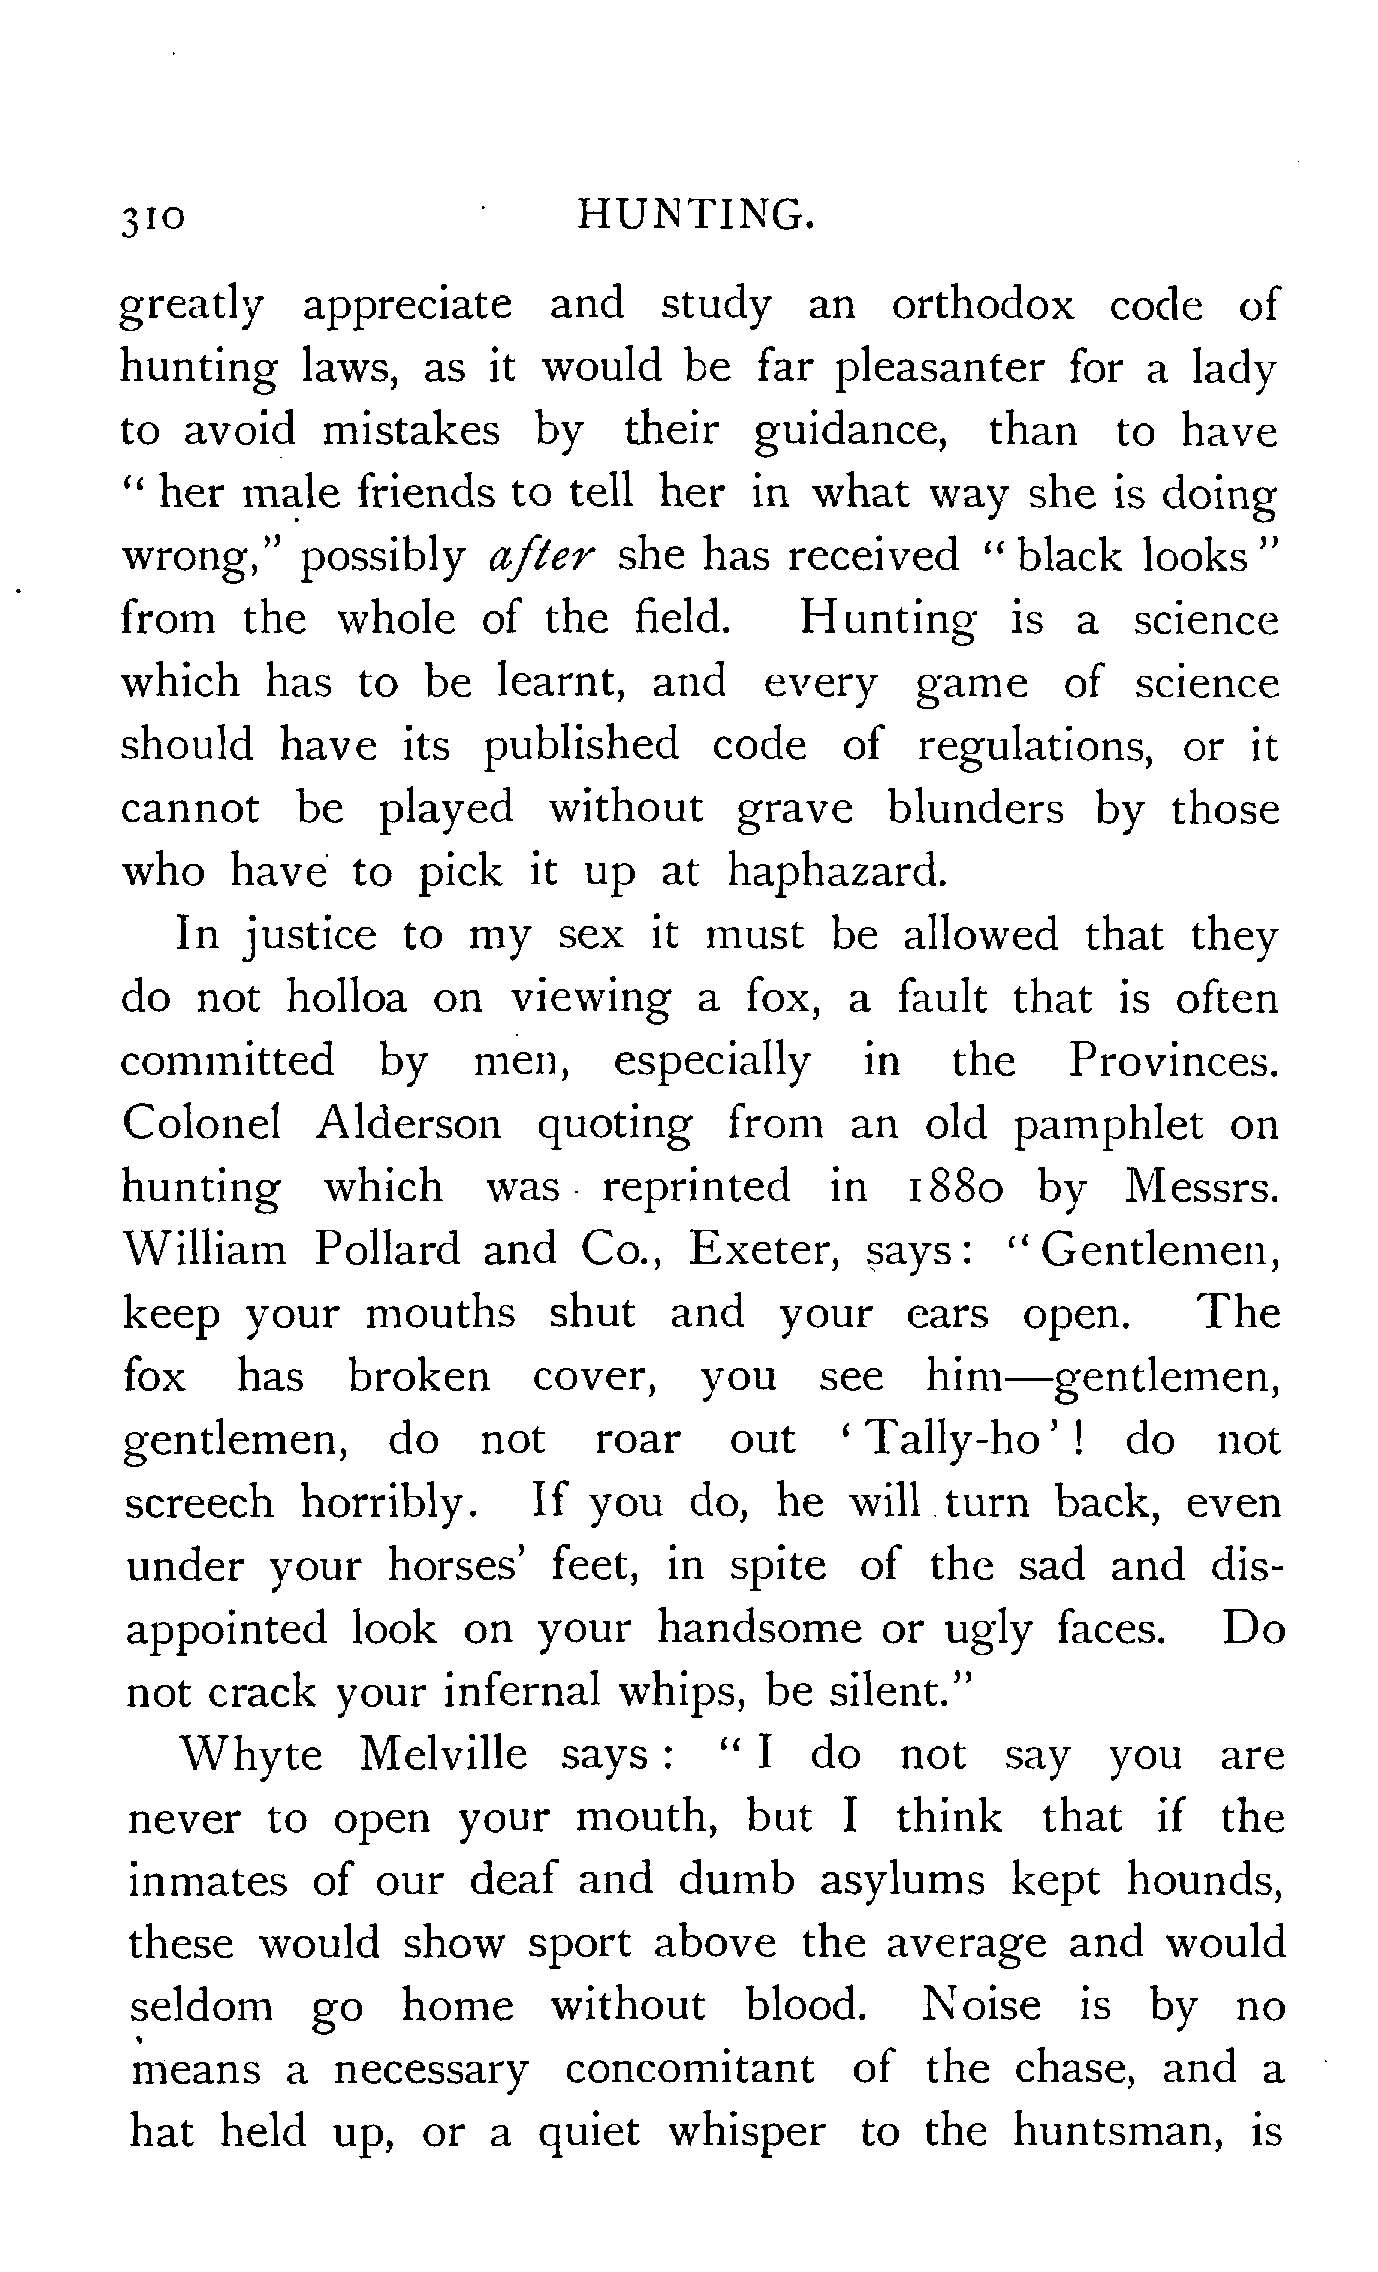 310 HUNTING.
greatly appreciate and study an orthodox code of
hunting laws, as it would be far pleasanter for a lady
to avoid mistakes by their guidance, than to have
“ her male friends to tell her in what way she is doing
wrong,” possibly after she has received “ black looks ”
from the whole of the field. Hunting is a science
which has to be learnt, and every game of science
should have its published code of regulations, or it
cannot be played without grave blunders by those
who have to pick it up at haphazard.
In justice to my sex it must be allowed that they
do not holloa on viewing a fox, a fault that is often
committed by men, especially in the Provinces.
Colonel Alderson quoting from an old pamphlet on
hunting which was reprinted in 1880 by Messrs.
William Pollard and Co., Exeter, says : “ Gentlemen,
keep your mouths shut and your ears open. The
fox has broken cover, you see him—gentlemen,
gentlemen, do not roar out ‘ Tally-ho ’ ! do not
screech horribly. If you do, he will turn back, even
under your horses’ feet, in spite of the sad and dis-
appointed look on your handsome or ugly faces. Do
not crack your infernal whips, be silent.”
Whyte Melville says : “ I do not say you are
never to open your mouth, but I think that if the
inmates of our deaf and dumb asylums kept hounds,
these would show sport above the average and would
seldom go home without blood. Noise is by no
means a necessary concomitant of the chase, and a
hat held up, or a quiet whisper to the huntsman, is